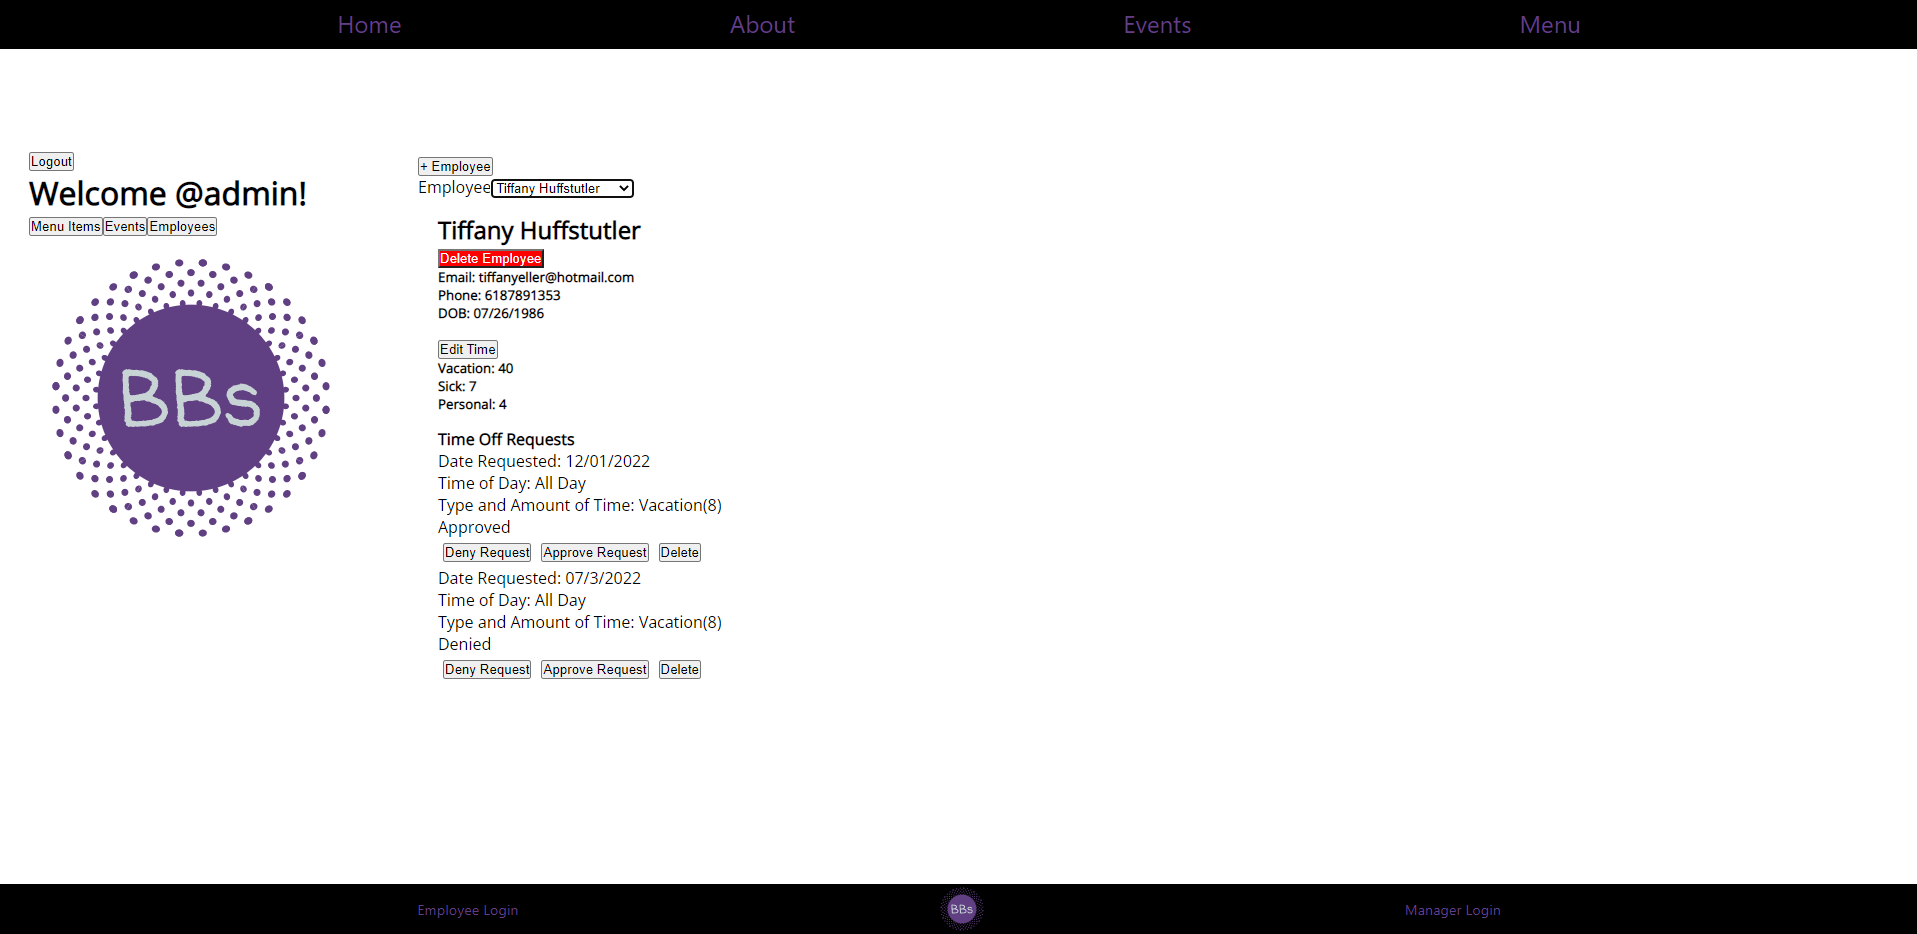 Home About Events Menu
Logout
Welcome @admin!
Menu Items Events Employees
BBs
+ Employee
Employee Tiffany Huffstutler
Tiffany Huffstutler
Delete Employee
Email: tiffanyeller@hotmail.com
Phone: 6187891353
DOB: 07/26/1986
Edit Time
Vacation: 40
Sick: 7
Personal: 4
Time Off Requests
Date Requested: 12/01/2022
Time of Day: All Day
Type and Amount of Time: Vacation(8)
Approved
Deny Request Approve Request Delete
Date Requested: 07/3/2022
Time of Day: All Day
Type and Amount of Time: Vacation(8)
Denied
Deny Request Approve Request Delete
Employee Login BBs Manager Login